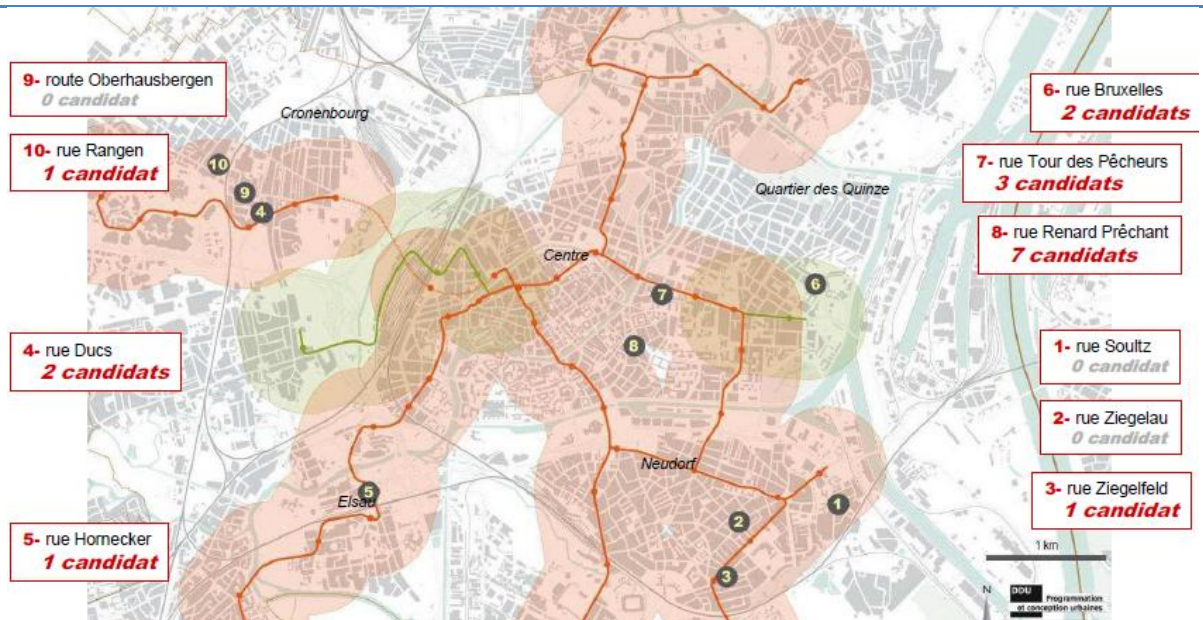 9- route Oberhausbergen
0 candidat
10- rue Rangen
1 candidat
4- rue Ducs
2 candidats
5- rue Hornecker
1 candidat
Cronenbourg
10
9
4
Quartier des Quinze
Centre
6
7
8
Neudorf
5
Elsau
1
2
3
6- rue Bruxelles
2 candidats
7- rue Tour des Pêcheurs
3 candidats
8- rue Renard Prêchant
7 candidats
1- rue Soultz
0 candidat
2- rue Ziegelau
0 candidat
3- rue Ziegelfeld
1 candidat
1 km
N
DDU Programmation
et conception urbaines